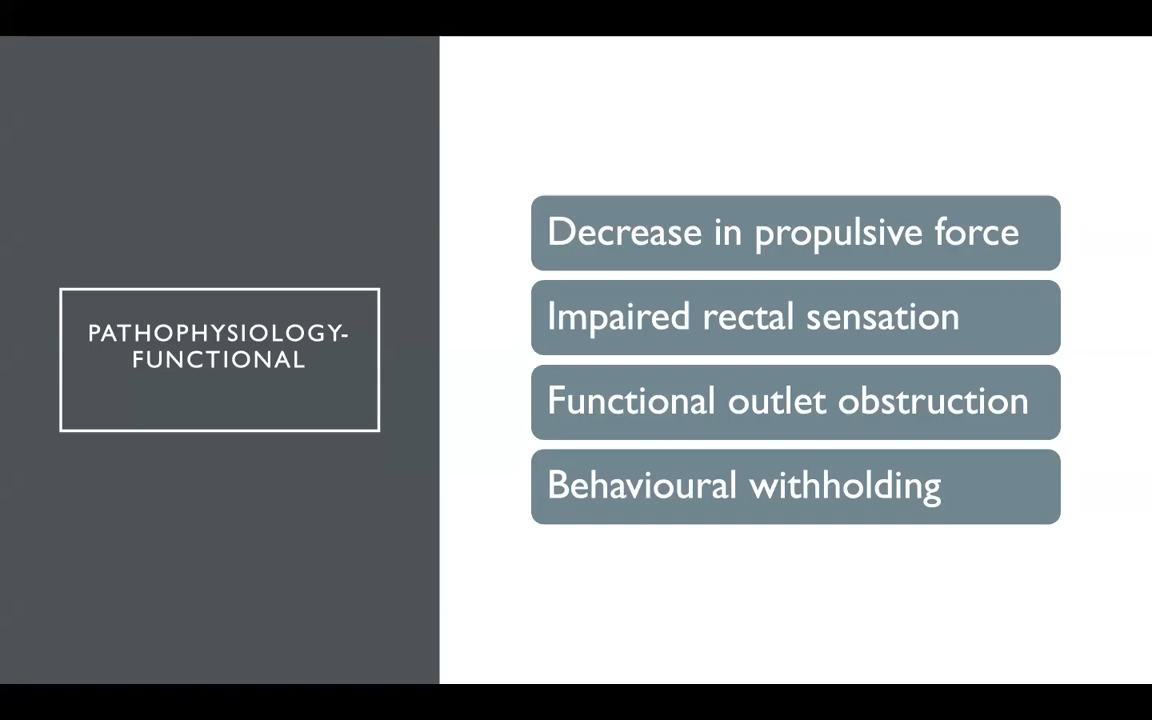 PATHOPHYSIOLOGY-
FUNCTIONAL
Decrease in propulsive force
Impaired rectal sensation
Functional outlet obstruction
Behavioural withholding